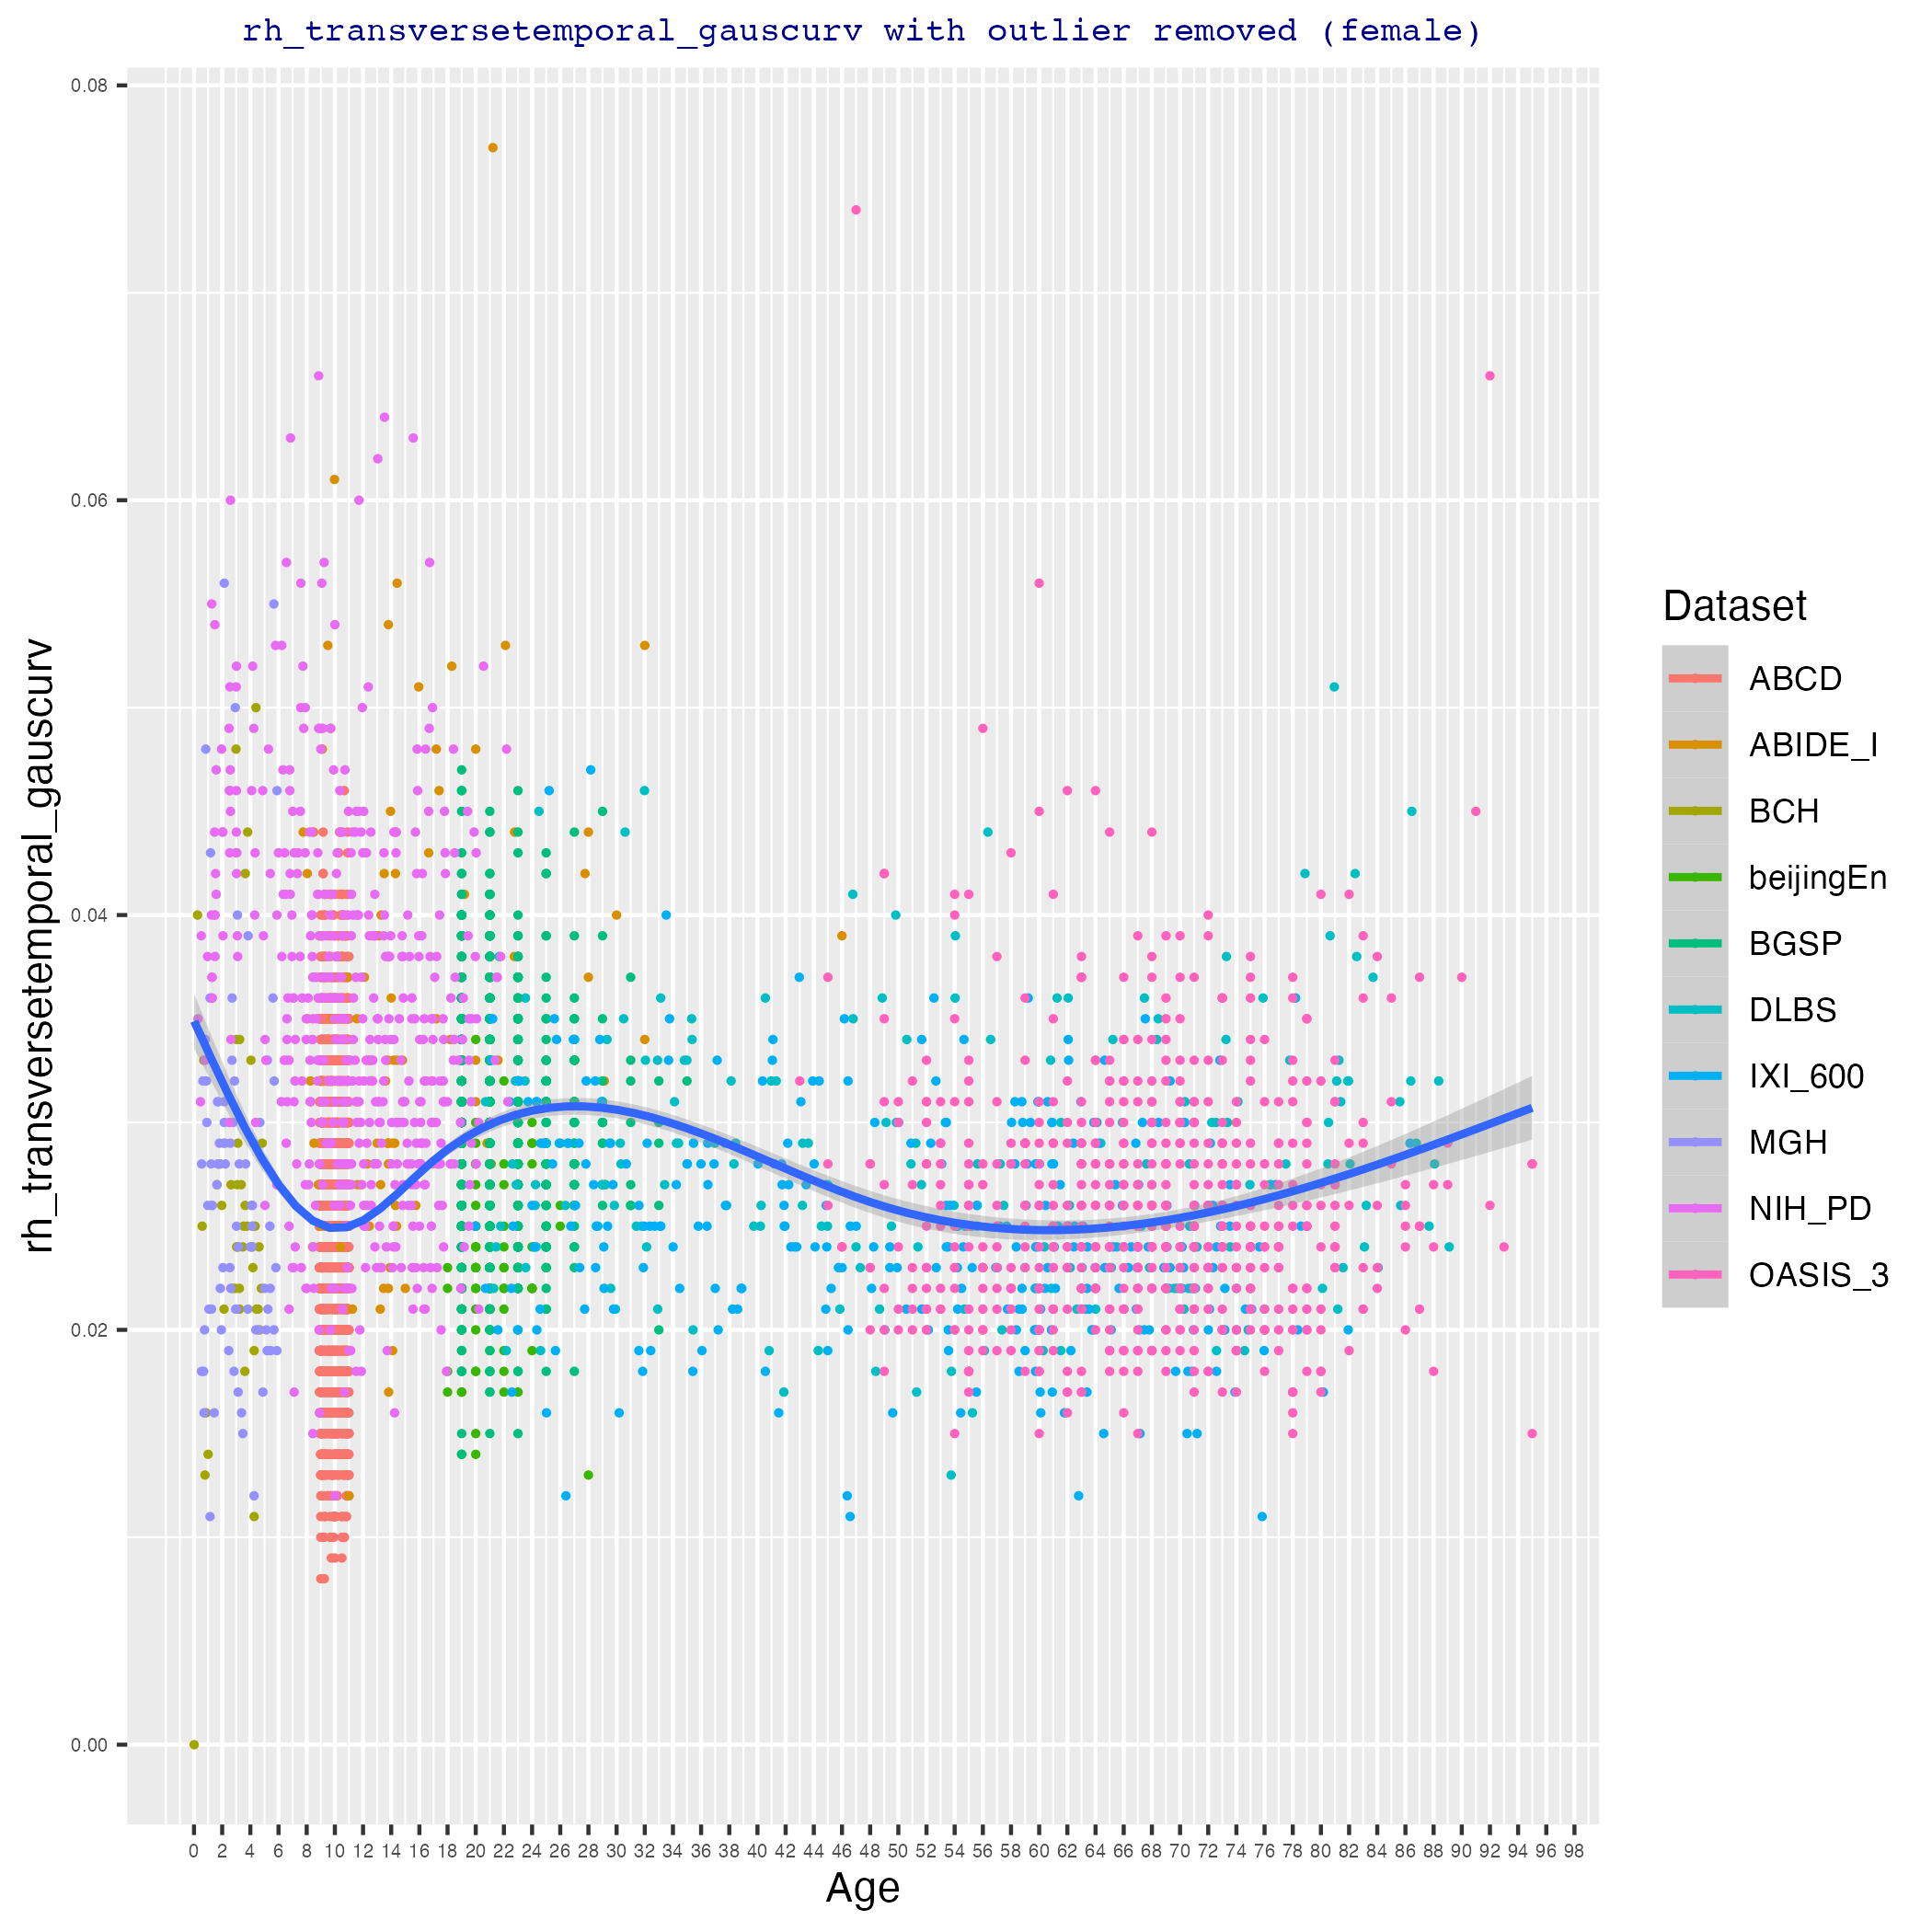 rh_transversetemporal_gauscurv with outlier removed (female)
rh_transversetemporal_gauscurv
0.08
0.06
0.04
0.02
0.00
0 2 4 6 8 10 12 14 16 18 20 22 24 26 28 30 32 34 36 38 40 42 44 46 48 50 52 54 56 58 60 62 64 66 68 70 72 74 76 78 80 82 84 86 88 90 92 94 96 98
Age
Dataset
ABCD
ABIDE_I
BCH
beijingEn
BGSP
DLBS
IXI_600
MGH
NIH_PD
OASIS_3